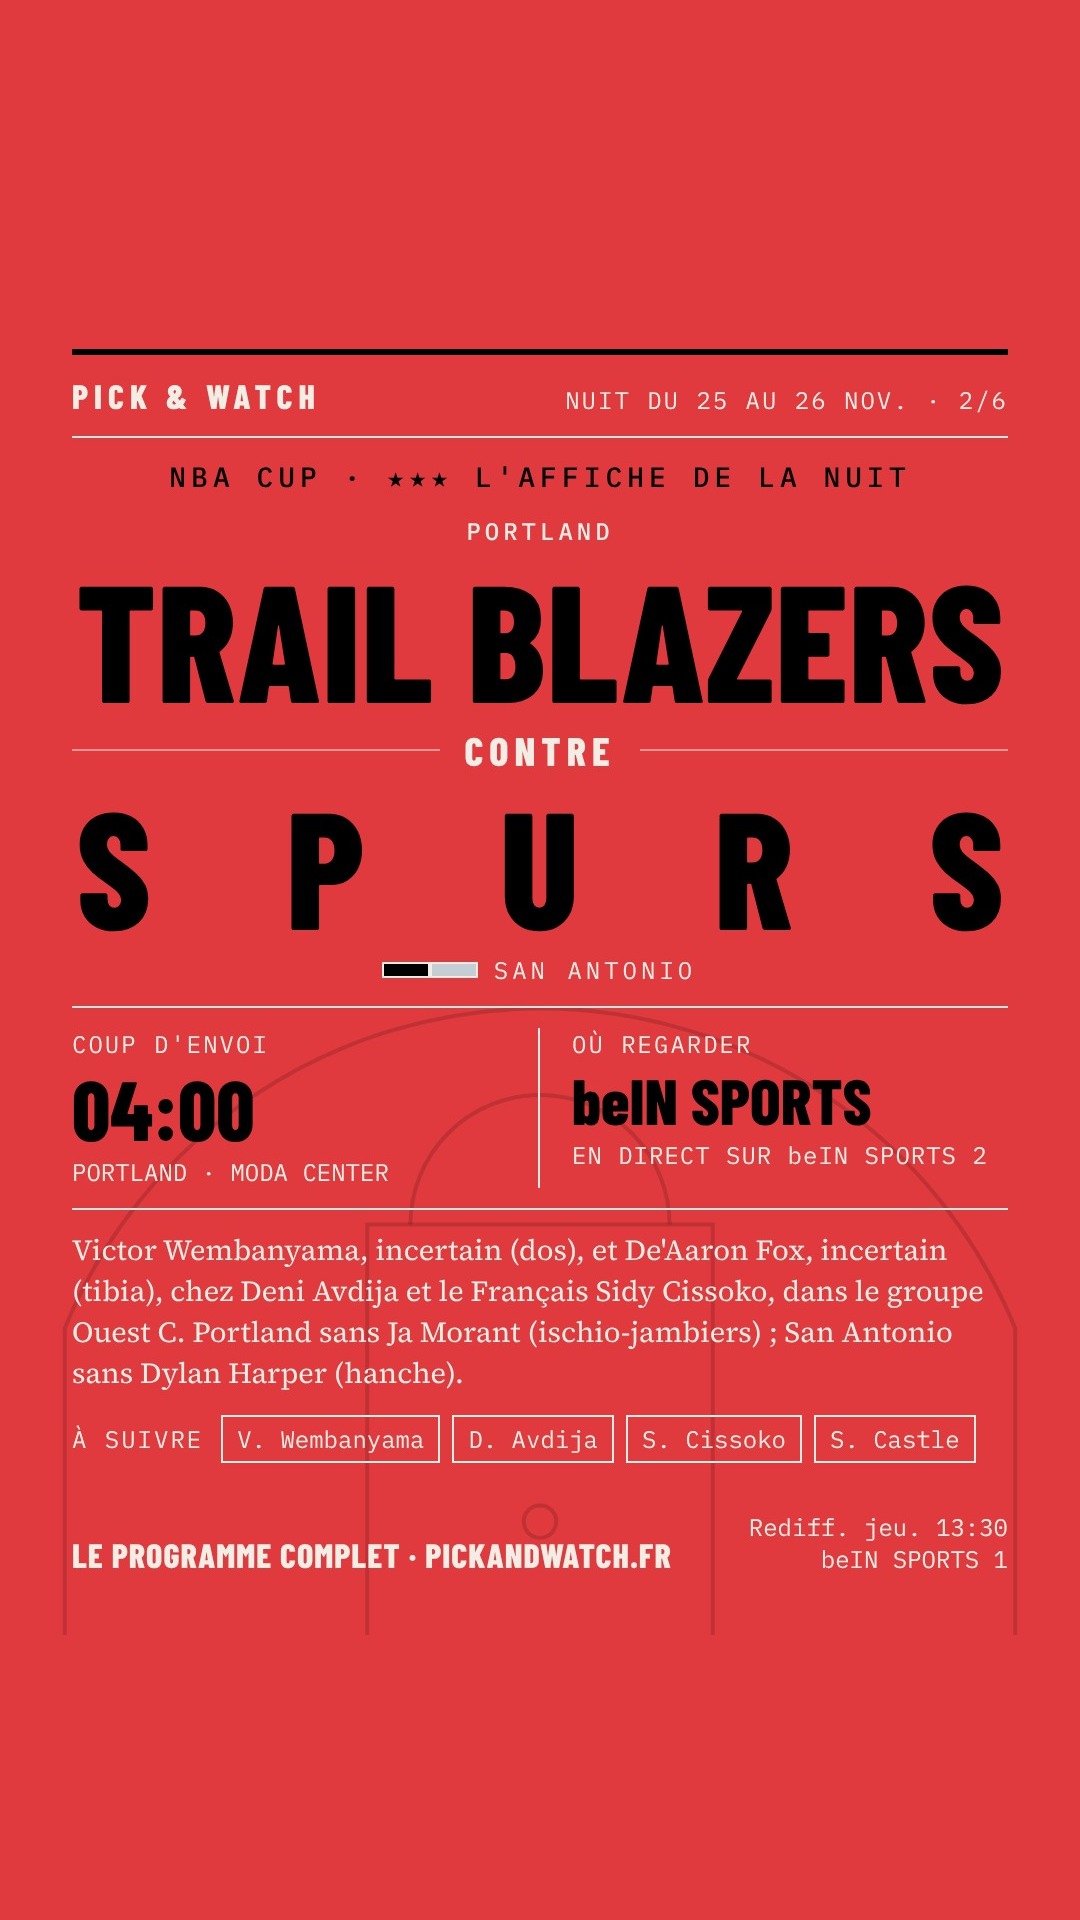 PICK & WATCH
NUIT DU 25 AU 26 NOV. · 2/6
NBA CUP · ★★★ L'AFFICHE DE LA NUIT
PORTLAND
TRAIL BLAZERS
CONTRE
SPURS
SAN ANTONIO
COUP D'ENVOI
04:00
PORTLAND · MODA CENTER
OÙ REGARDER
beIN SPORTS
EN DIRECT SUR beIN SPORTS 2
Victor Wembanyama, incertain (dos), et De'Aaron Fox, incertain
(tibia), chez Deni Avdija et le Français Sidy Cissoko, dans le groupe
Ouest C. Portland sans Ja Morant (ischio-jambiers) ; San Antonio
sans Dylan Harper (hanche).
À SUIVRE V. Wembanyama D. Avdija S. Cissoko S. Castle
LE PROGRAMME COMPLET · PICKANDWATCH.FR
Rediff. jeu. 13:30
beIN SPORTS 1